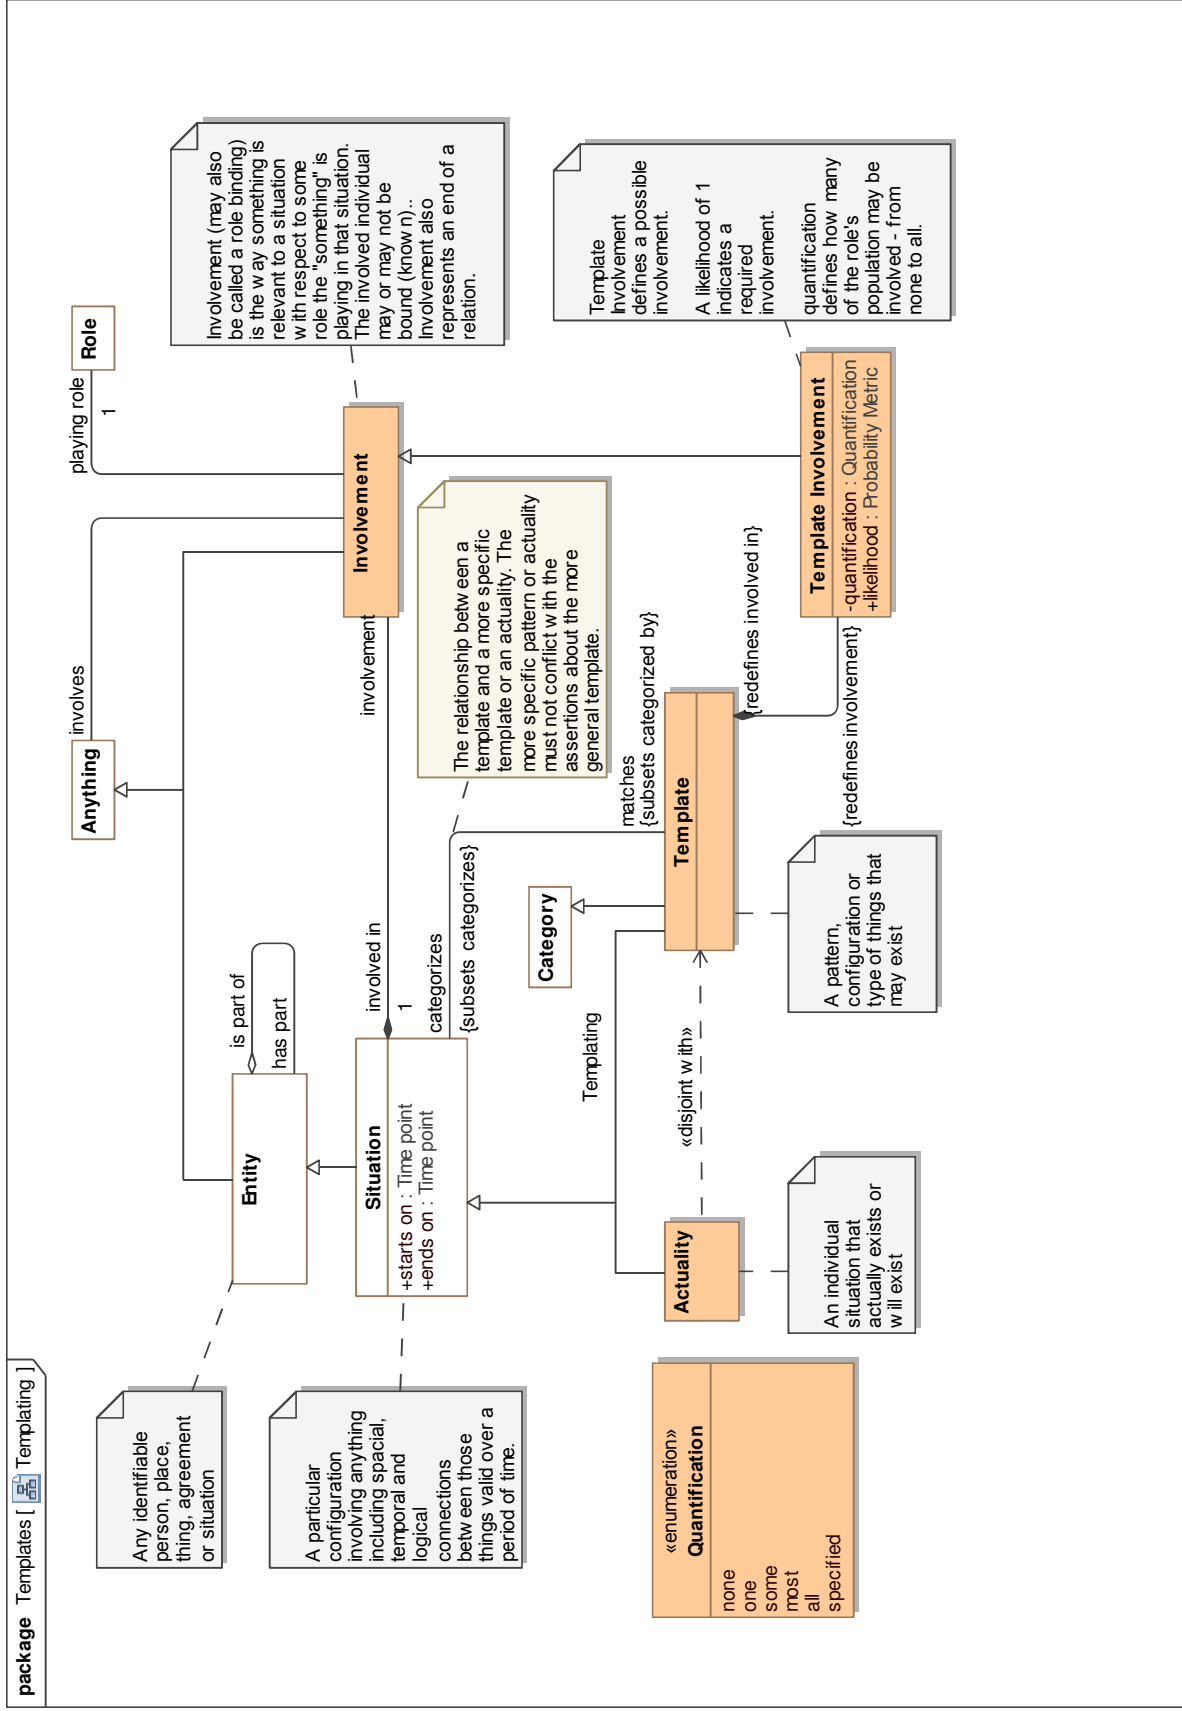 package Templates [ Templating ]
Any identifiable
person, place,
thing, agreement
or situation
Entity
is part of
has part
Anything
involves
playing role
1
Role
A particular
configuration
involving anything
including spacial,
temporal and
logical
connections
between those
things valid over a
period of time.
Situation
+starts on : Time point
+ends on : Time point
involved in
1
involvement
Involvement
Involvement (may also
be called a role binding)
is the way something is
relevant to a situation
with respect to some
role the "something" is
playing in that situation.
The involved individual
may or may not be
bound (known)..
Involvement also
represents an end of a
relation.
categorizes
{subsets categorizes}
The relationship between a
template and a more specific
template or an actuality. The
more specific pattern or actuality
must not conflict with the
assertions about the more
general template.
Category
Templating
matches
{subsets categorized by}
Template
Involvement
defines a possible
involvement.
A likelihood of 1
indicates a
required
involvement.
quantification
defines how many
of the role's
population may be
involved - from
none to all.
«enumeration»
Quantification
none
one
some
most
all
specified
Actuality
«disjoint with»
Template
{redefines involved in}
{redefines involvement}
Template Involvement
-quantification : Quantification
+likelihood : Probability Metric
An individual
situation that
actually exists or
will exist
A pattern,
configuration or
type of things that
may exist